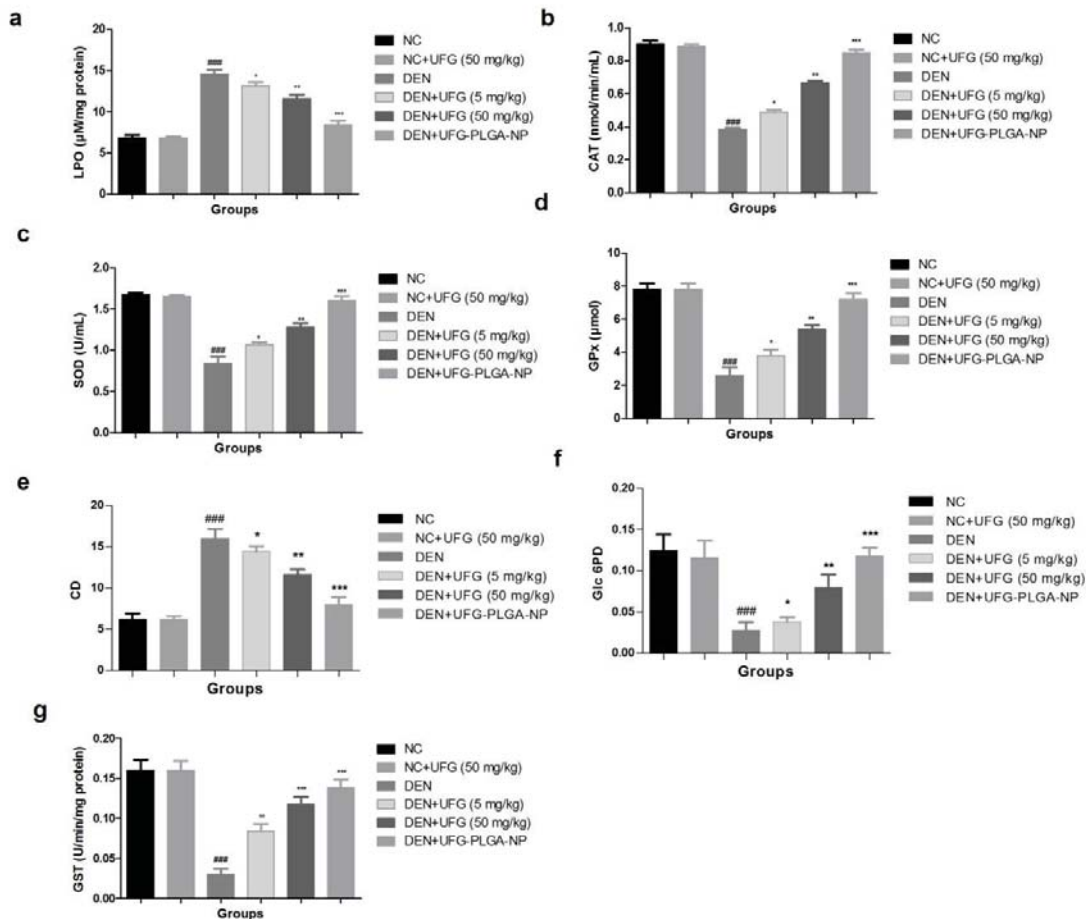 a
LPO (µM/mg protein)
20
15
10
5
0
###
*
**
***
Groups
NC
NC+UFG (50 mg/kg)
DEN
DEN+UFG (5 mg/kg)
DEN+UFG (50 mg/kg)
DEN+UFG-PLGA-NP
b
CAT (nmol/min/mL)
1.0
0.8
0.6
0.4
0.2
0.0
###
*
**
***
Groups
NC
NC+UFG (50 mg/kg)
DEN
DEN+UFG (5 mg/kg)
DEN+UFG (50 mg/kg)
DEN+UFG-PLGA-NP
c
SOD (U/mL)
2.0
1.5
1.0
0.5
0.0
###
*
**
***
Groups
NC
NC+UFG (50 mg/kg)
DEN
DEN+UFG (5 mg/kg)
DEN+UFG (50 mg/kg)
DEN+UFG-PLGA-NP
d
GPx (µmol)
10
8
6
4
2
0
###
*
**
***
Groups
NC
NC+UFG (50 mg/kg)
DEN
DEN+UFG (5 mg/kg)
DEN+UFG (50 mg/kg)
DEN+UFG-PLGA-NP
e
CD
20
15
10
5
0
###
*
**
***
Groups
NC
NC+UFG (50 mg/kg)
DEN
DEN+UFG (5 mg/kg)
DEN+UFG (50 mg/kg)
DEN+UFG-PLGA-NP
f
Glc 6PD
0.20
0.15
0.10
0.05
0.00
###
*
**
***
Groups
NC
NC+UFG (50 mg/kg)
DEN
DEN+UFG (5 mg/kg)
DEN+UFG (50 mg/kg)
DEN+UFG-PLGA-NP
g
GST (U/min/mg protein)
0.20
0.15
0.10
0.05
0.00
###
**
***
***
Groups
NC
NC+UFG (50 mg/kg)
DEN
DEN+UFG (5 mg/kg)
DEN+UFG (50 mg/kg)
DEN+UFG-PLGA-NP